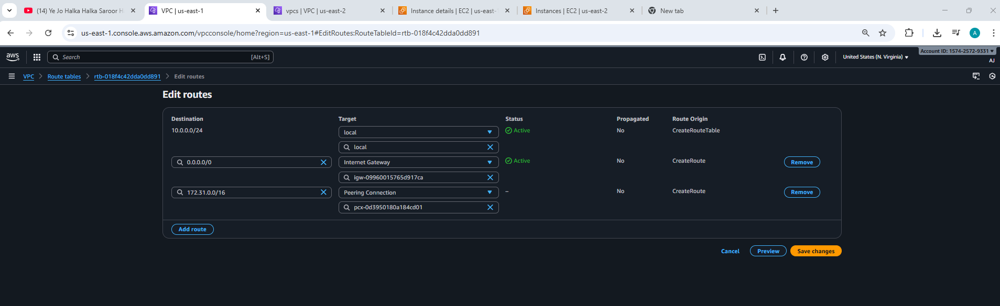 (14) Ye Jo Halka Halka Saroor H
VPC | us-east-1
vpcs | VPC | us-east-2
Instance details | EC2 | us-east-
Instances | EC2 | us-east-2
New tab
us-east-1.console.aws.amazon.com/vpcconsole/home?region=us-east-1#EditRoutes:RouteTableId=rtb-018f4c42dda0dd891
A
aws
Search
[Alt+S]
United States (N. Virginia)
Account ID: 1574-2572-9331
AJ
VPC
Route tables
rtb-018f4c42dda0dd891
Edit routes
Edit routes
Destination Target Status Propagated Route Origin
10.0.0.0/24 local Active No CreateRouteTable
local
0.0.0.0/0 Internet Gateway Active No CreateRoute Remove
igw-09960015765d917ca
172.31.0.0/16 Peering Connection – No CreateRoute Remove
pcx-0d3950180a184cd01
Add route
Cancel Preview Save changes